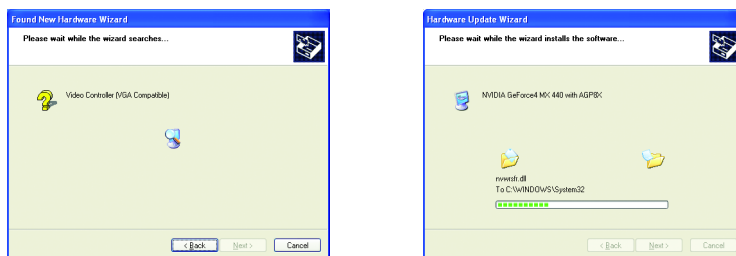 Found New Hardware Wizard
Please wait while the wizard searches...
Video Controller (VGA Compatible)
< Back
Next >
Cancel
Hardware Update Wizard
Please wait while the wizard installs the software...
NVIDIA GeForce4 MX 440 with AGP8X
nvwrsfr.dll
To C:\WINDOWS\System32
< Back
Next >
Cancel